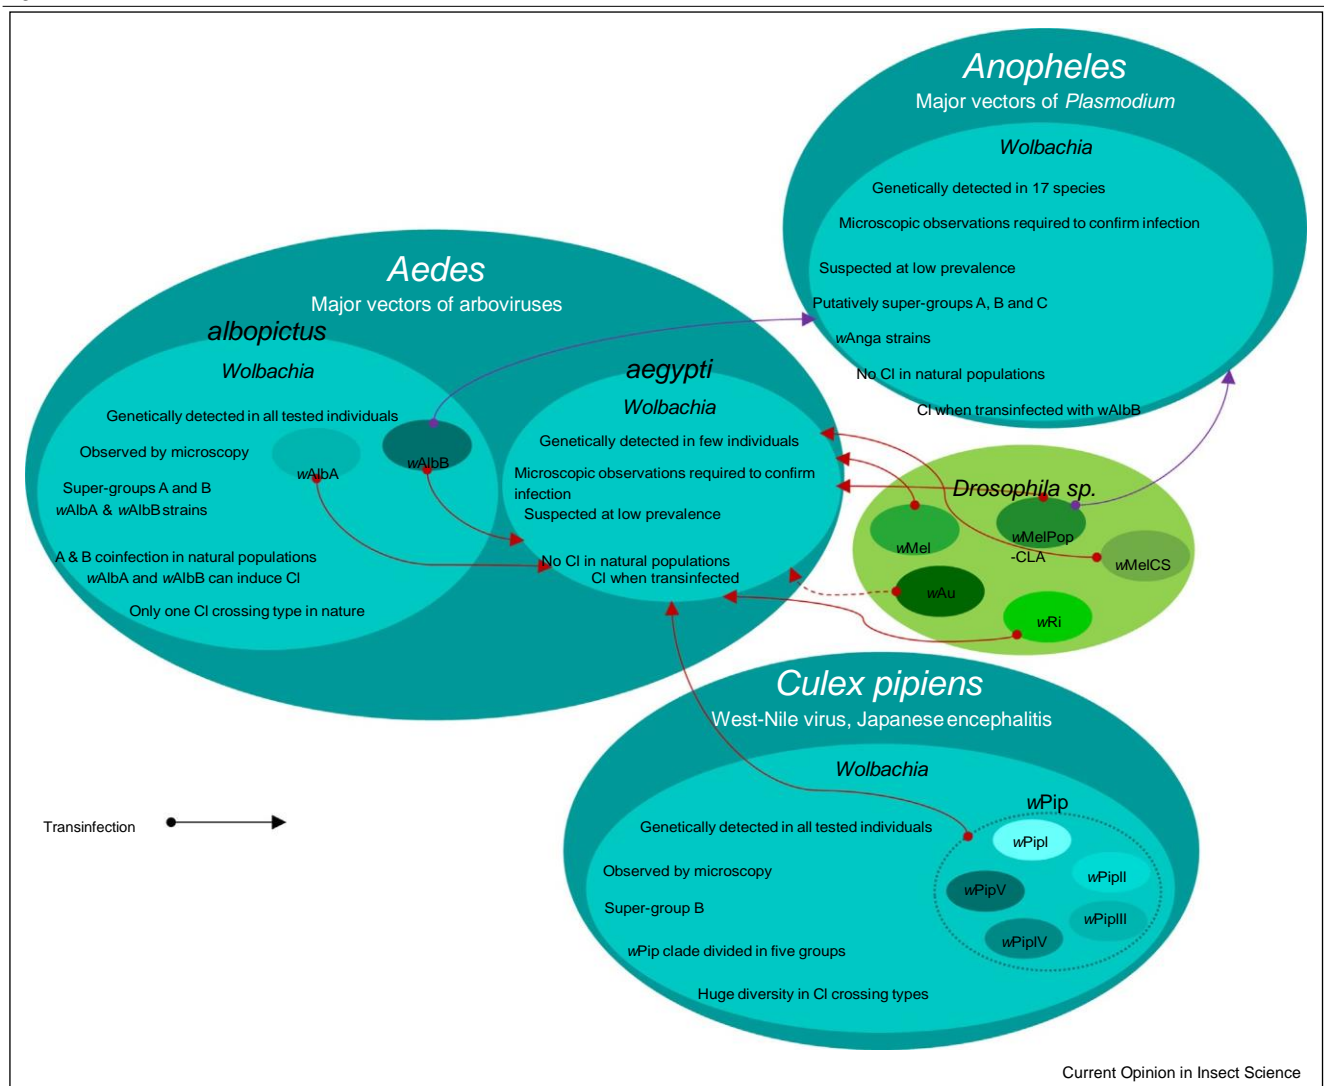 Anopheles
Major vectors of Plasmodium
Wolbachia
Genetically detected in 17 species
Microscopic observations required to confirm infection
Suspected at low prevalence
Putatively super-groups A, B and C
wAnga strains
No CI in natural populations
CI when transinfected with wAlbB
Aedes
Major vectors of arboviruses
albopictus
Wolbachia
Genetically detected in all tested individuals
Observed by microscopy
wAlbA
wAlbB
Super-groups A and B
wAlbA & wAlbB strains
A & B coinfection in natural populations
wAlbA and wAlbB can induce CI
Only one CI crossing type in nature
aegypti
Wolbachia
Genetically detected in few individuals
Microscopic observations required to confirm
infection
Suspected at low prevalence
No CI in natural populations
CI when transinfected
Drosophila sp.
wMel
wMelPop
-CLA
wMelCS
wAu
wRi
Culex pipiens
West-Nile virus, Japanese encephalitis
Wolbachia
Genetically detected in all tested individuals
Observed by microscopy
Super-group B
wPip clade divided in five groups
Huge diversity in CI crossing types
wPip
wPipI
wPipII
wPipV
wPipIII
wPipIV
Transinfection
Current Opinion in Insect Science